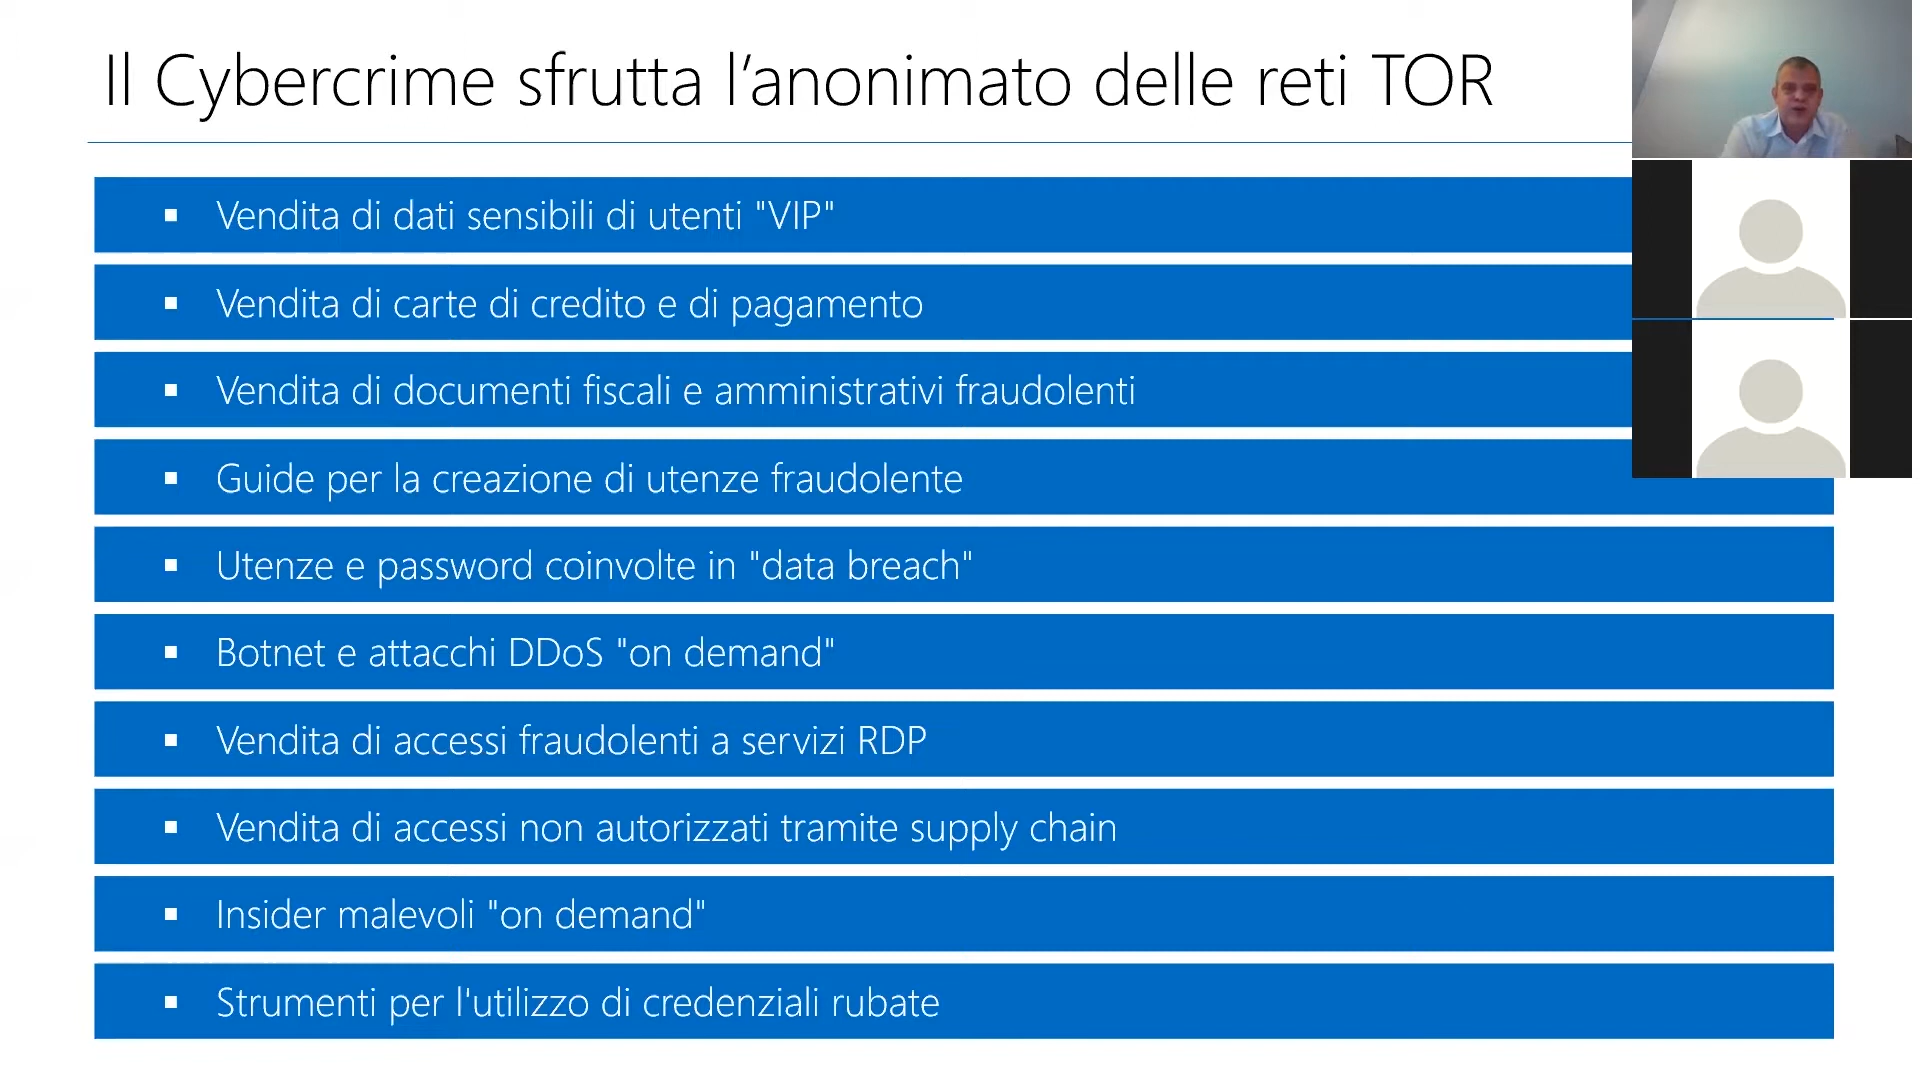 Il Cybercrime sfrutta l’anonimato delle reti TOR
▪ Vendita di dati sensibili di utenti "VIP"
▪ Vendita di carte di credito e di pagamento
▪ Vendita di documenti fiscali e amministrativi fraudolenti
▪ Guide per la creazione di utenze fraudolente
▪ Utenze e password coinvolte in "data breach"
▪ Botnet e attacchi DDoS "on demand"
▪ Vendita di accessi fraudolenti a servizi RDP
▪ Vendita di accessi non autorizzati tramite supply chain
▪ Insider malevoli "on demand"
▪ Strumenti per l'utilizzo di credenziali rubate